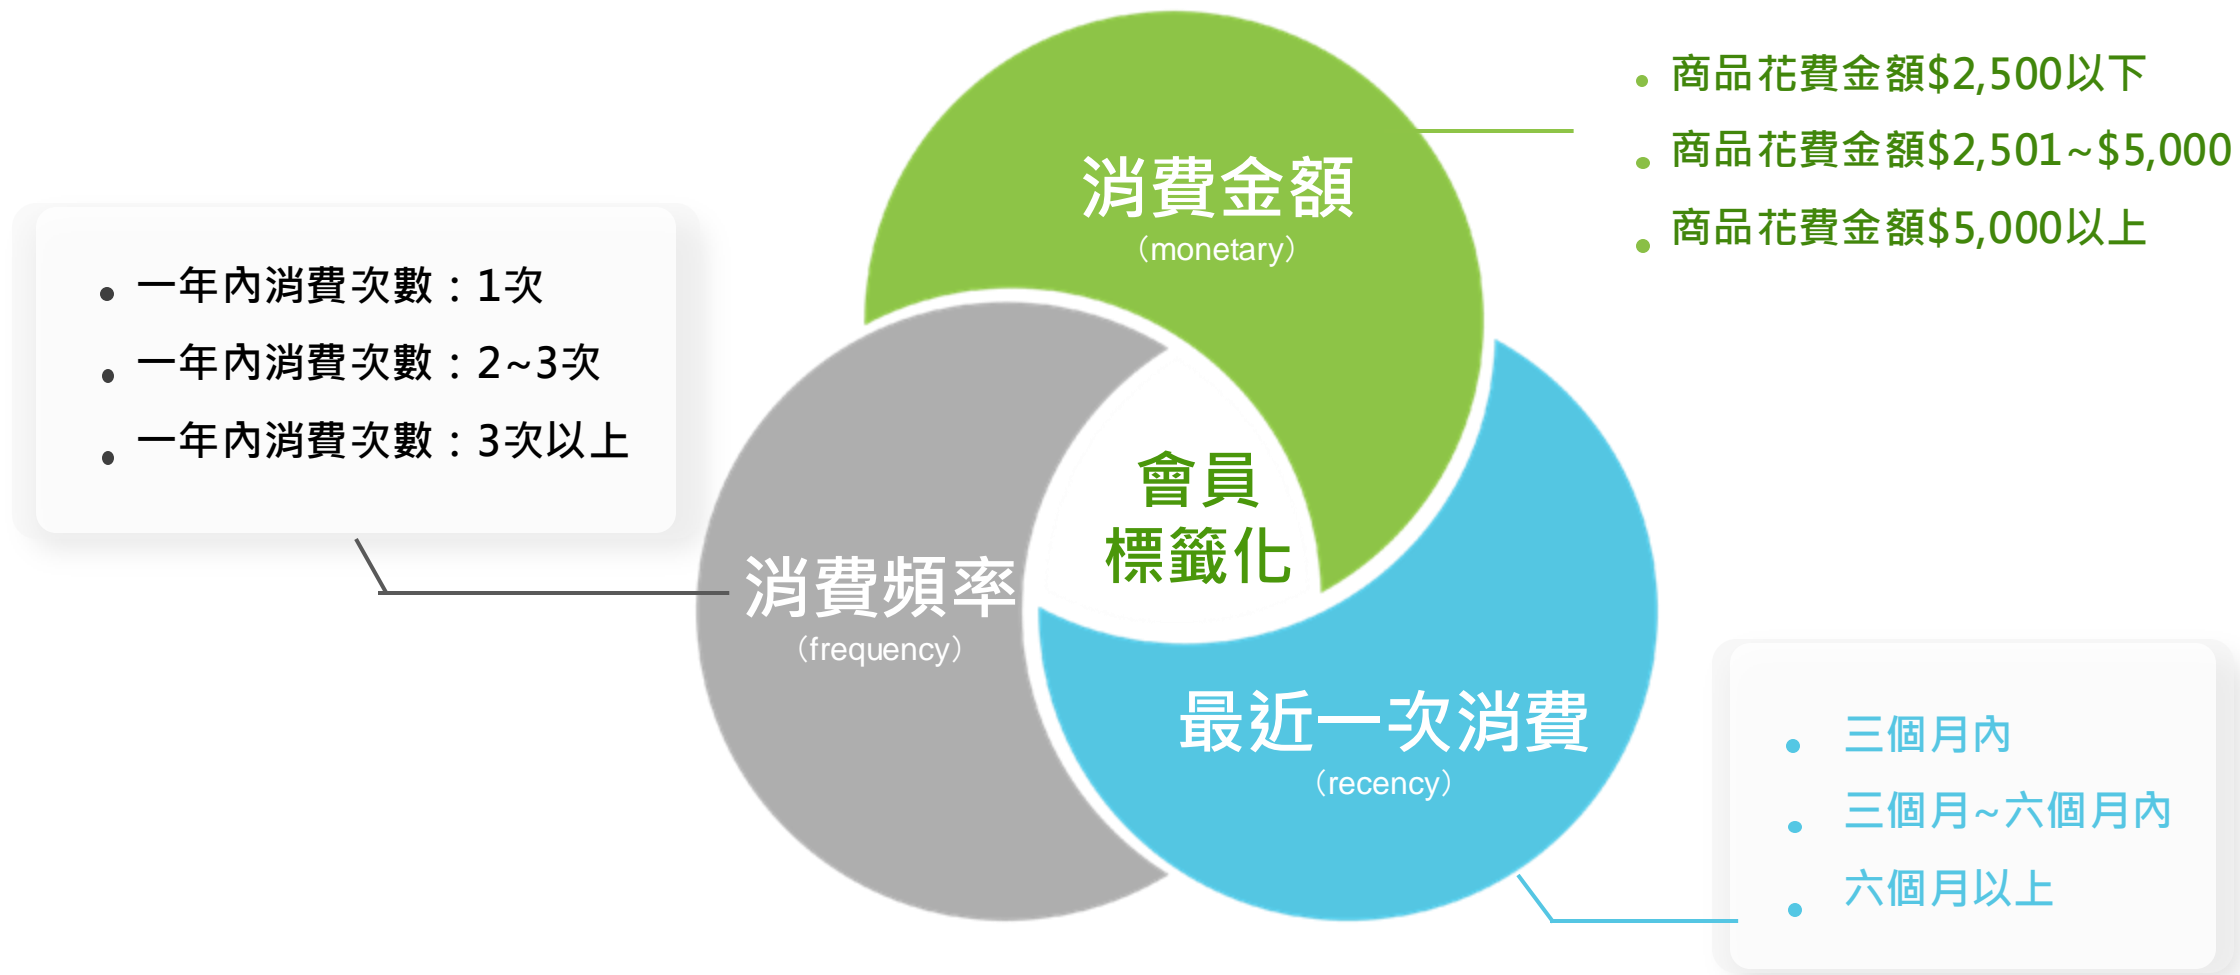 消費金額
（monetary）
商品花費金額$2,500以下
商品花費金額$2,501~$5,000
商品花費金額$5,000以上
一年內消費次數：1次
一年內消費次數：2~3次
一年內消費次數：3次以上
消費頻率
（frequency）
會員
標籤化
最近一次消費
（recency）
三個月內
三個月~六個月內
六個月以上